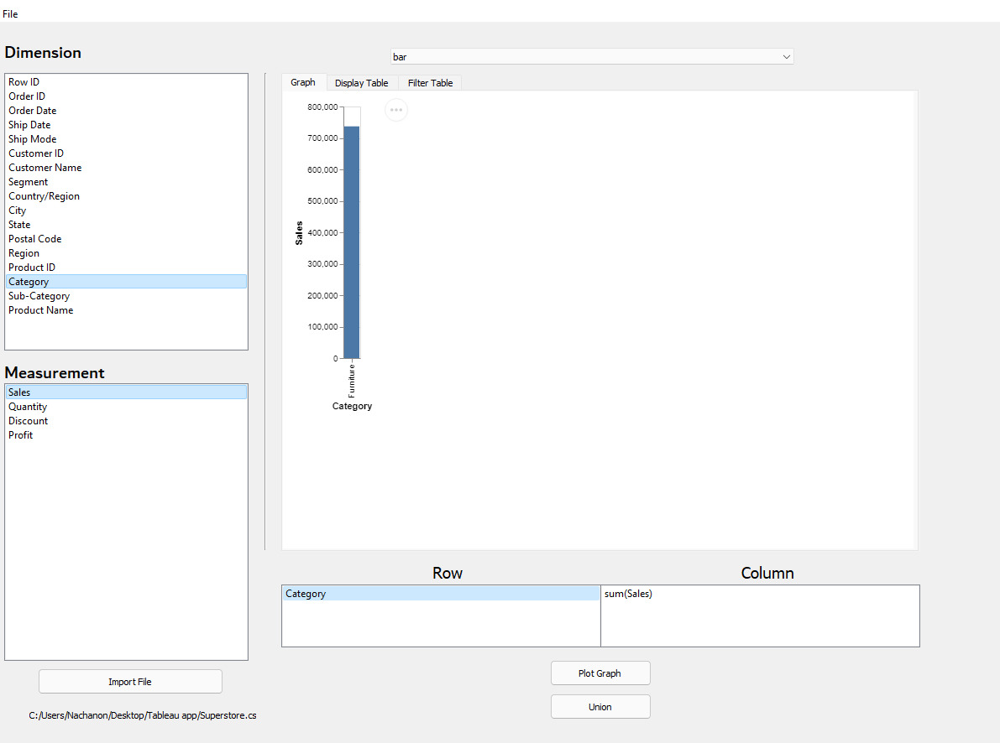 File
Dimension
bar
Row ID
Order ID
Order Date
Ship Date
Ship Mode
Customer ID
Customer Name
Segment
Country/Region
City
State
Postal Code
Region
Product ID
Category
Sub-Category
Product Name
Measurement
Sales
Quantity
Discount
Profit
Import File
C:/Users/Nachanon/Desktop/Tableau app/Superstore.cs
Graph
Display Table
Filter Table
800,000
700,000
600,000
500,000
400,000
300,000
200,000
100,000
0
Sales
Furniture
Category
Row
Column
Category
sum(Sales)
Plot Graph
Union